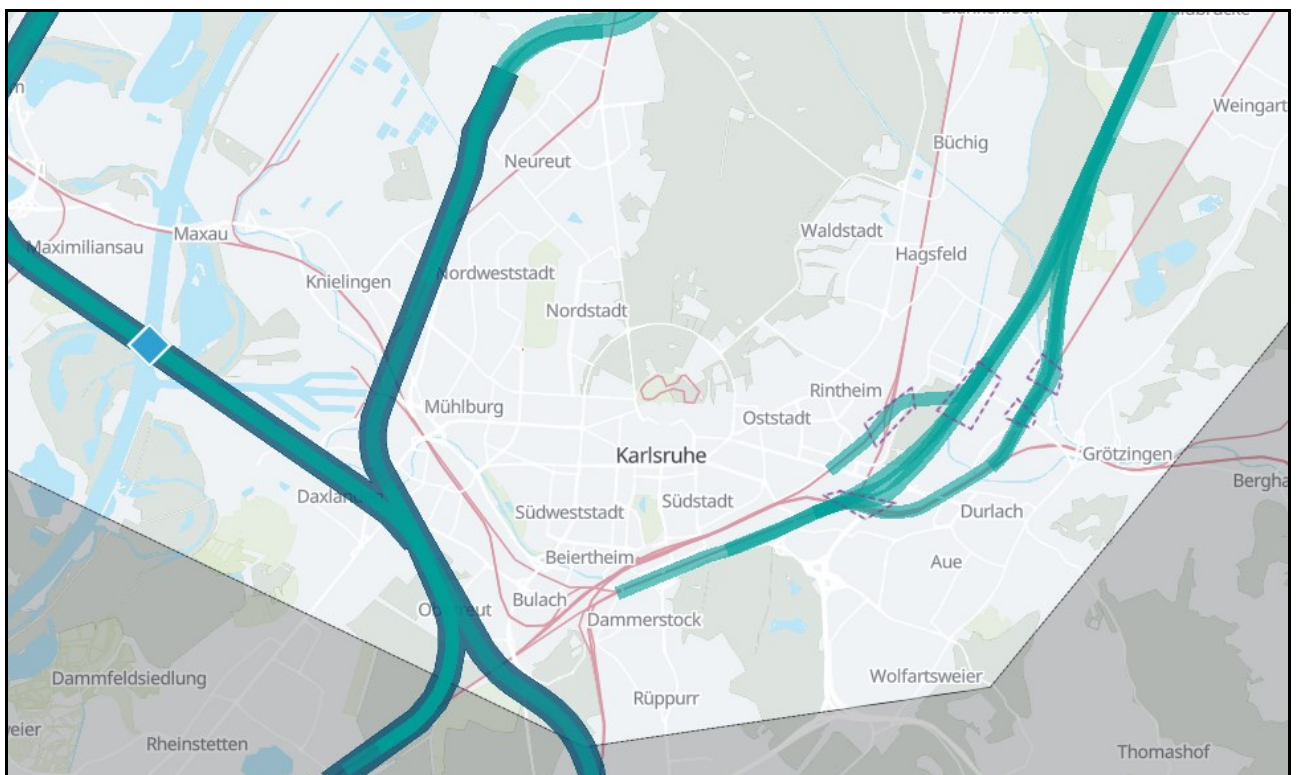 Weingart
Büchig
Neureut
Waldstadt
Maxau
Maximiliansau
Hagsfeld
Nordweststadt
Knielingen
Nordstadt
Rintheim
Mühlburg
Oststadt
Karlsruhe
Grötzingen
Bergha
Daxlan
Südstadt
Südweststadt
Durlach
Beiertheim
Aue
Bulach
Dammerstock
Wolfartsweier
Dammfeldsiedlung
Rüppurr
weier
Rheinstetten
Thomashof